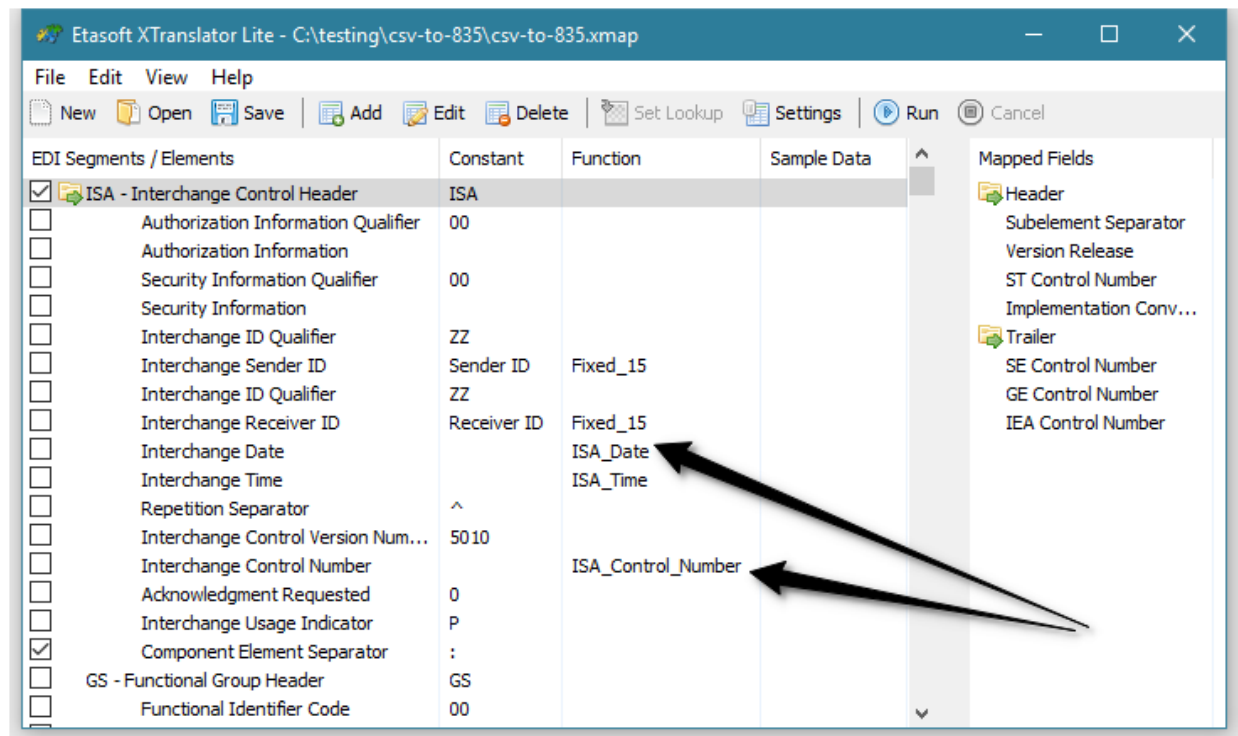 Etasoft XTranslator Lite - C:\testing\csv-to-835\csv-to-835.xmap
File Edit View Help
New Open Save Add Edit Delete Set Lookup Settings Run Cancel
EDI Segments / Elements Constant Function Sample Data Mapped Fields
ISA - Interchange Control Header ISA Header
Authorization Information Qualifier 00 Subelement Separator
Authorization Information Version Release
Security Information Qualifier 00 ST Control Number
Security Information Implementation Conv...
Interchange ID Qualifier ZZ Trailer
Interchange Sender ID Sender ID Fixed_15 SE Control Number
Interchange ID Qualifier ZZ GE Control Number
Interchange Receiver ID Receiver ID Fixed_15 IEA Control Number
Interchange Date ISA_Date
Interchange Time ISA_Time
Repetition Separator ^
Interchange Control Version Num... 5010
Interchange Control Number ISA_Control_Number
Acknowledgment Requested 0
Interchange Usage Indicator P
Component Element Separator :
GS - Functional Group Header GS
Functional Identifier Code 00